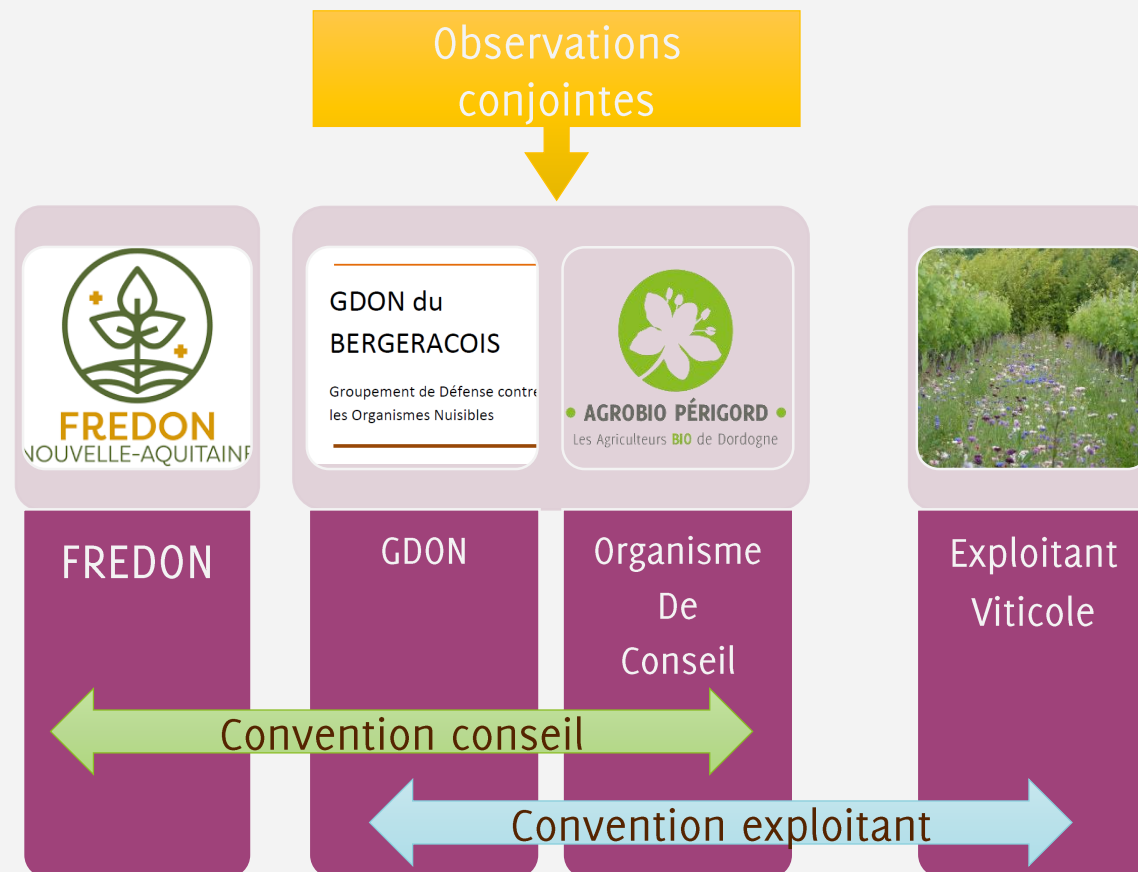 Observations
conjointes
FREDON
NOUVELLE-AQUITAINE
GDON du
BERGERACOIS
Groupement de Défense contre
les Organismes Nuisibles
AGROBIO PÉRIGORD
Les Agriculteurs BIO de Dordogne
FREDON
GDON
Organisme
De
Conseil
Exploitant
Viticole
Convention conseil
Convention exploitant